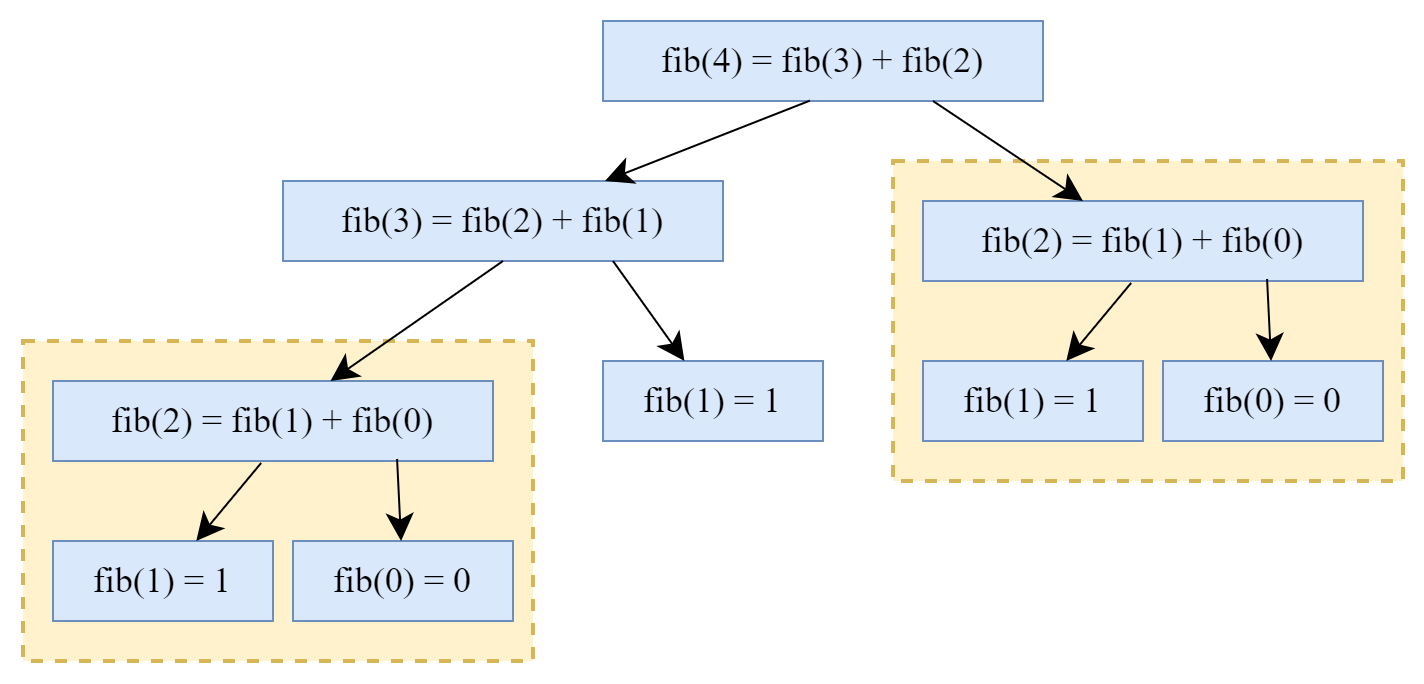 fib(4) = fib(3) + fib(2)
fib(3) = fib(2) + fib(1)
fib(2) = fib(1) + fib(0)
fib(2) = fib(1) + fib(0)
fib(1) = 1
fib(1) = 1
fib(0) = 0
fib(1) = 1
fib(0) = 0